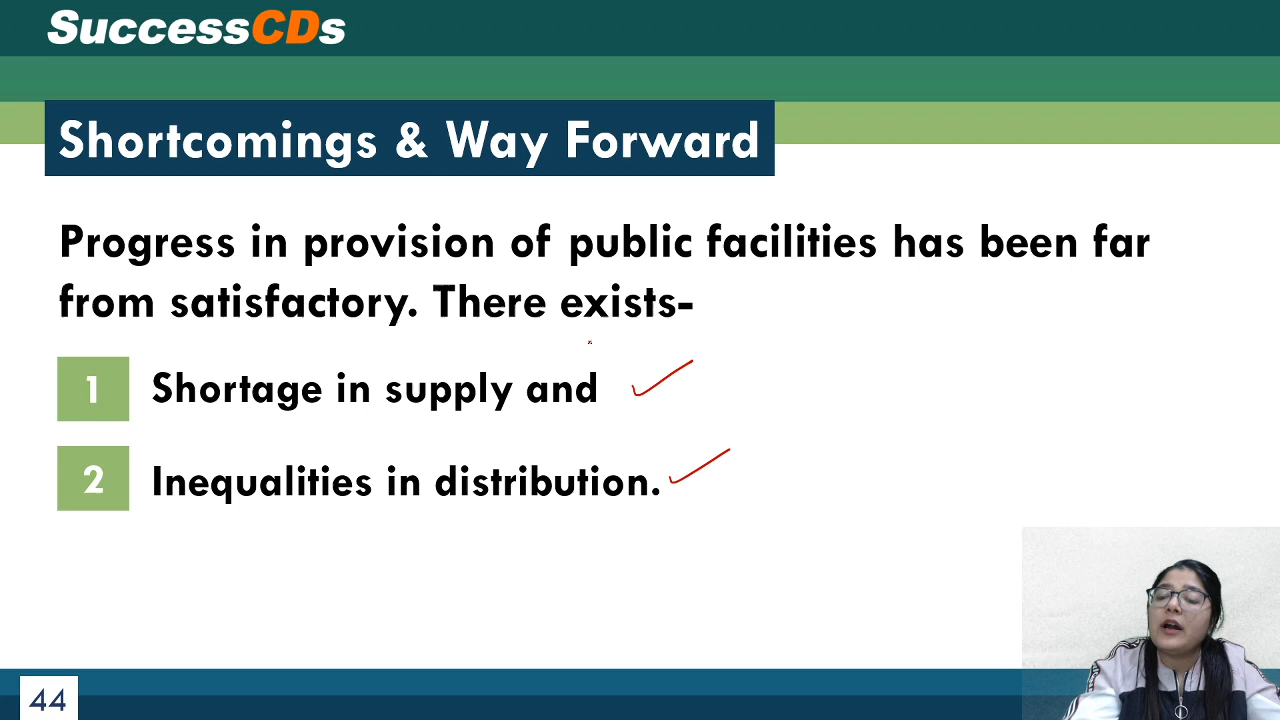 SuccessCDs
Shortcomings & Way Forward
Progress in provision of public facilities has been far
from satisfactory. There exists-
1 Shortage in supply and
2 Inequalities in distribution.
44